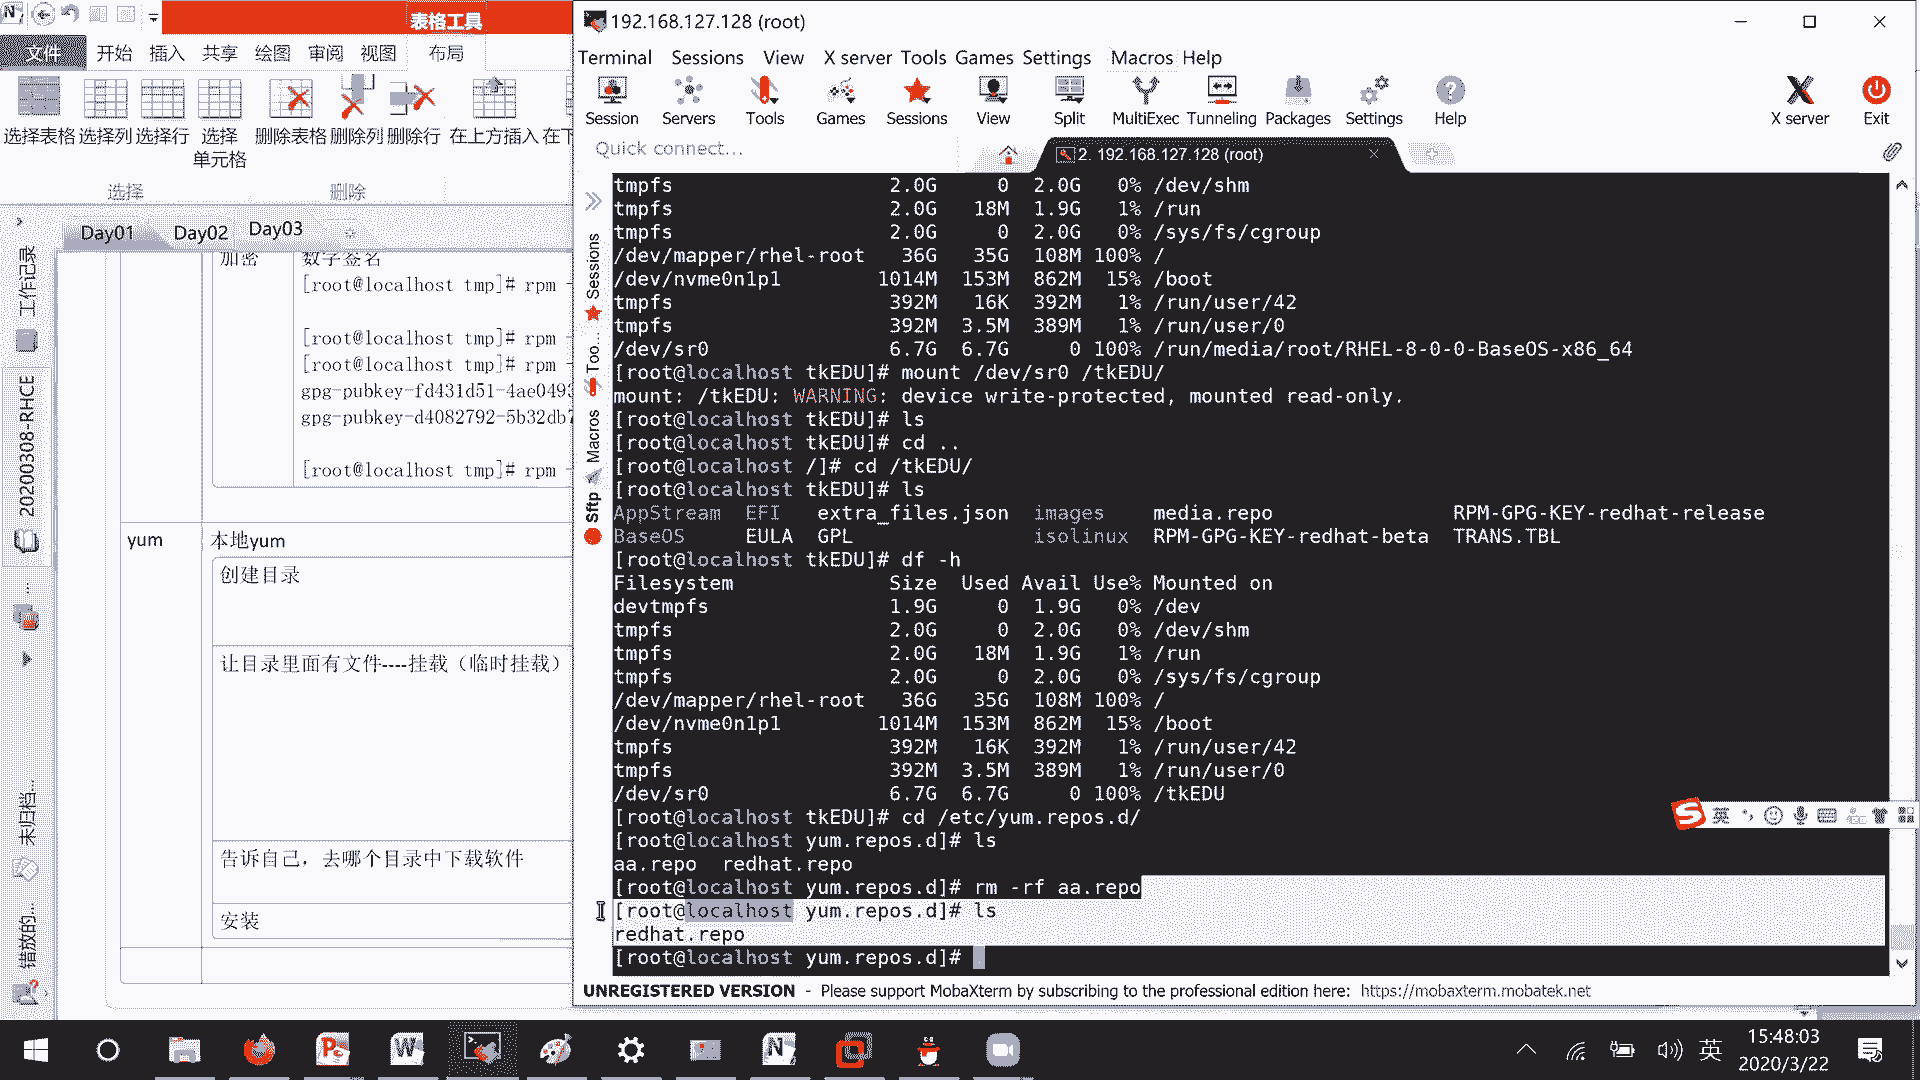 表格工具
文件 开始 插入 共享 绘图 审阅 视图 布局
选择表格 选择列 选择行 选择单元格 删除表格 删除列 删除行 在上方插入 在下
选择 删除
Day01 Day02 Day03
工作记录
20200308-RHCE
未归档...
错放的...
加密 数字签名
[root@localhost tmp]# rpm
[root@localhost tmp]# rpm
[root@localhost tmp]# rpm
gpg-pubkey-fd431d51-4ae049
gpg-pubkey-d4082792-5b32db
[root@localhost tmp]# rpm
yum 本地yum
创建目录
让目录里面有文件----挂载（临时挂载）
告诉自己，去哪个目录中下载软件
安装
192.168.127.128 (root)
Terminal Sessions View X server Tools Games Settings Macros Help
Session Servers Tools Games Sessions View Split MultiExec Tunneling Packages Settings Help X server Exit
Quick connect...
2. 192.168.127.128 (root)
Sessions
Too...
Macros
Sftp
tmpfs 2.0G 0 2.0G 0% /dev/shm
tmpfs 2.0G 18M 1.9G 1% /run
tmpfs 2.0G 0 2.0G 0% /sys/fs/cgroup
/dev/mapper/rhel-root 36G 35G 108M 100% /
/dev/nvme0n1p1 1014M 153M 862M 15% /boot
tmpfs 392M 16K 392M 1% /run/user/42
tmpfs 392M 3.5M 389M 1% /run/user/0
/dev/sr0 6.7G 6.7G 0 100% /run/media/root/RHEL-8-0-0-BaseOS-x86_64
[root@localhost tkEDU]# mount /dev/sr0 /tkEDU/
mount: /tkEDU: WARNING: device write-protected, mounted read-only.
[root@localhost tkEDU]# ls
[root@localhost tkEDU]# cd ..
[root@localhost /]# cd /tkEDU/
[root@localhost tkEDU]# ls
AppStream EFI extra_files.json images media.repo RPM-GPG-KEY-redhat-release
BaseOS EULA GPL isolinux RPM-GPG-KEY-redhat-beta TRANS.TBL
[root@localhost tkEDU]# df -h
Filesystem Size Used Avail Use% Mounted on
devtmpfs 1.9G 0 1.9G 0% /dev
tmpfs 2.0G 0 2.0G 0% /dev/shm
tmpfs 2.0G 18M 1.9G 1% /run
tmpfs 2.0G 0 2.0G 0% /sys/fs/cgroup
/dev/mapper/rhel-root 36G 35G 108M 100% /
/dev/nvme0n1p1 1014M 153M 862M 15% /boot
tmpfs 392M 16K 392M 1% /run/user/42
tmpfs 392M 3.5M 389M 1% /run/user/0
/dev/sr0 6.7G 6.7G 0 100% /tkEDU
[root@localhost tkEDU]# cd /etc/yum.repos.d/
[root@localhost yum.repos.d]# ls
aa.repo redhat.repo
[root@localhost yum.repos.d]# rm -rf aa.repo
[root@localhost yum.repos.d]# ls
redhat.repo
[root@localhost yum.repos.d]#
英
UNREGISTERED VERSION - Please support MobaXterm by subscribing to the professional edition here: https://mobaxterm.mobatek.net
英
15:48:03
2020/3/22